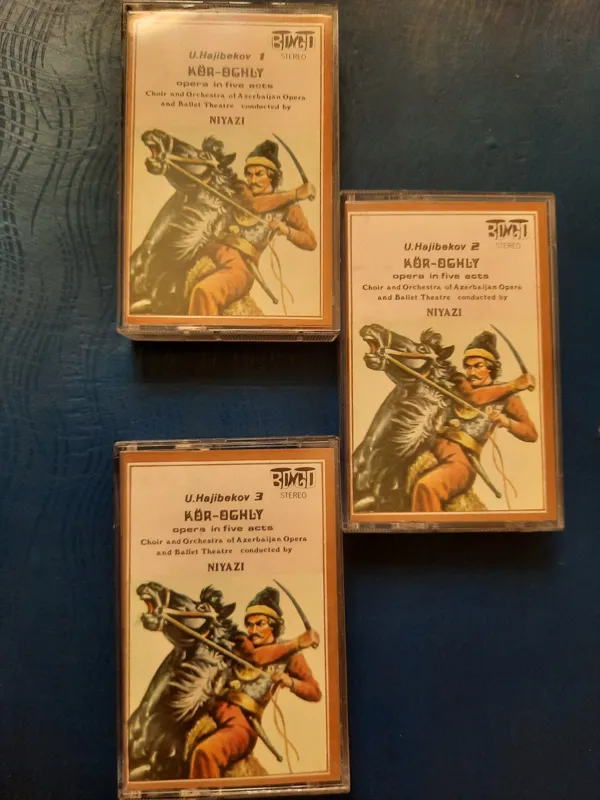 BINGO
STEREO
U.Hajibekov 1
KÖR-OGHLY
opera in five acts
Choir and Orchestra of Azerbaijan Opera
and Ballet Theatre conducted by
NIYAZI
BINGO
STEREO
U.Hajibekov 2
KÖR-OGHLY
opera in five acts
Choir and Orchestra of Azerbaijan Opera
and Ballet Theatre conducted by
NIYAZI
BINGO
STEREO
U.Hajibekov 3
KÖR-OGHLY
opera in five acts
Choir and Orchestra of Azerbaijan Opera
and Ballet Theatre conducted by
NIYAZI